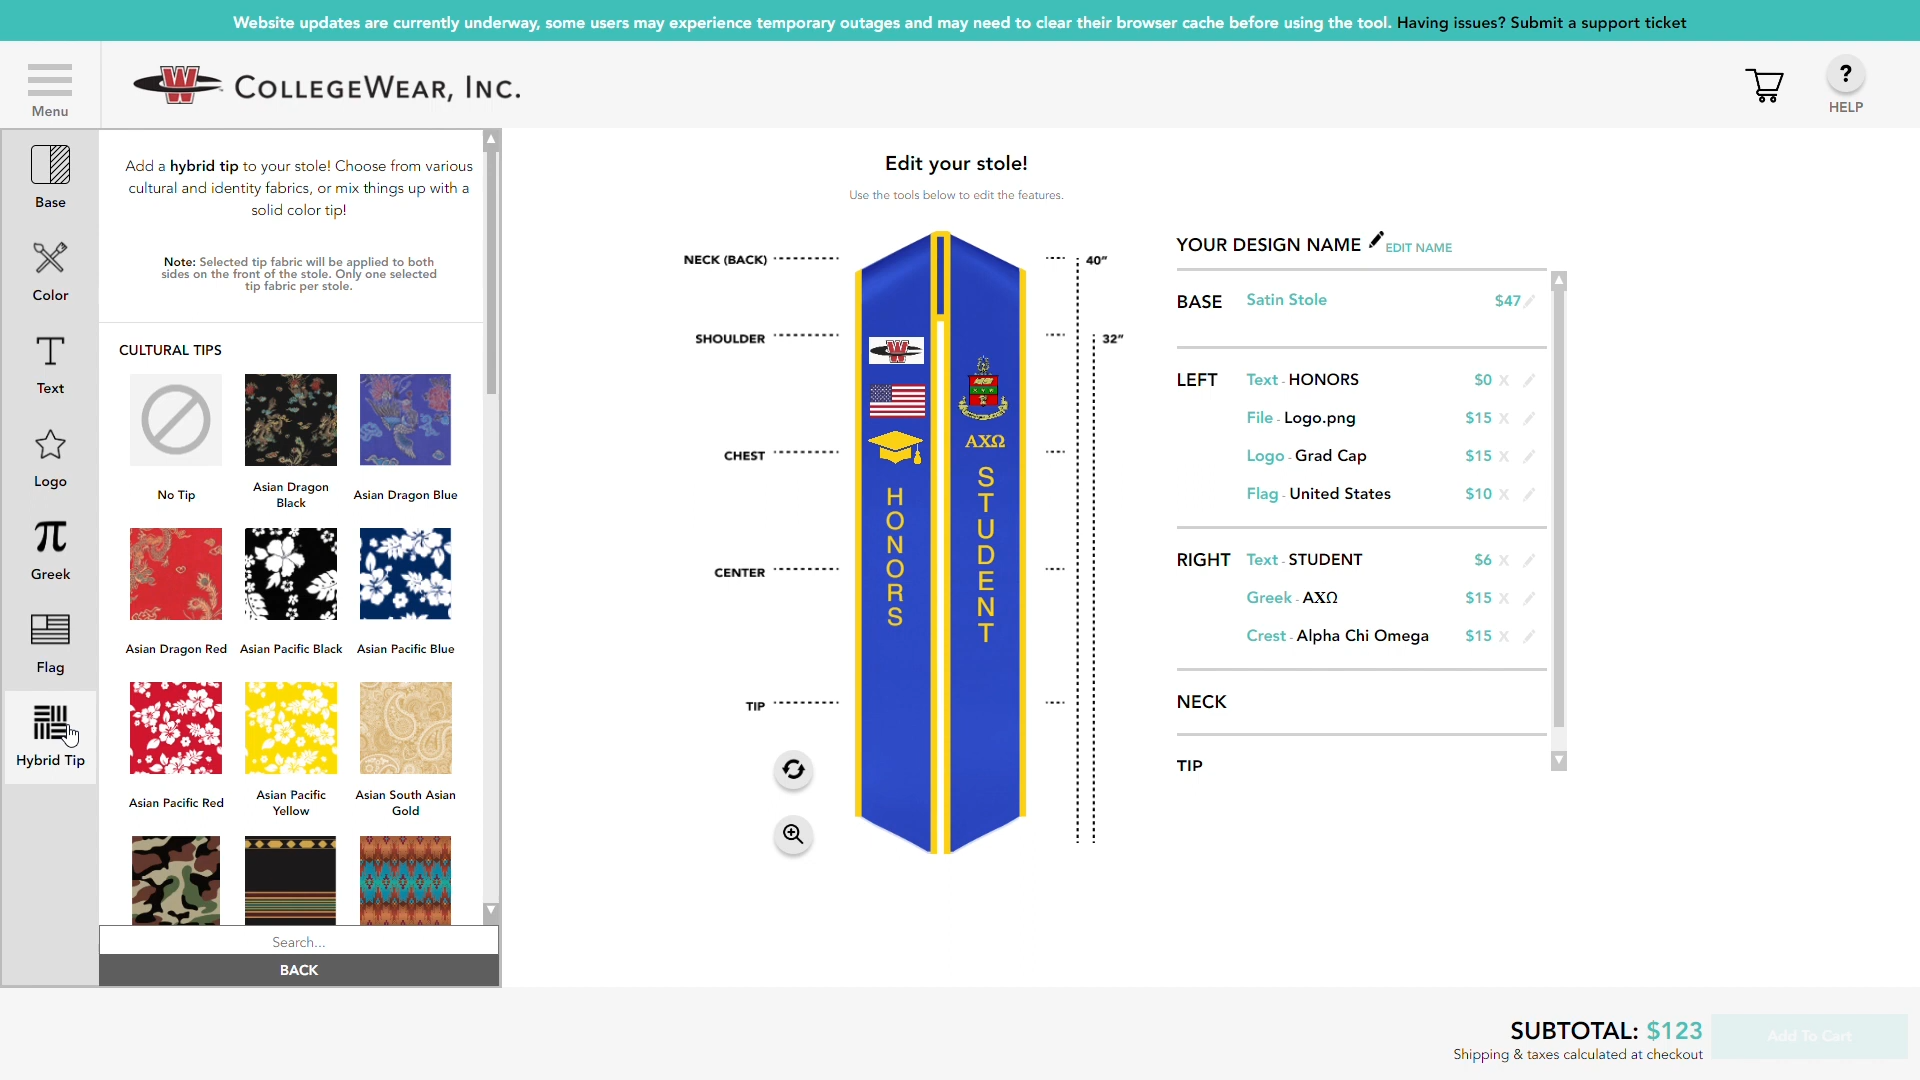 Website updates are currently underway, some users may experience temporary outages and may need to clear their browser cache before using the tool. Having issues? Submit a support ticket
Menu
W
COLLEGEWEAR, INC.
?
HELP
Base
Color
Text
Logo
π
Greek
Flag
Hybrid Tip
Add a hybrid tip to your stole! Choose from various
cultural and identity fabrics, or mix things up with a
solid color tip!
Note: Selected tip fabric will be applied to both
sides on the front of the stole. Only one selected
tip fabric per stole.
CULTURAL TIPS
No Tip
Asian Dragon
Black
Asian Dragon Blue
Asian Dragon Red
Asian Pacific Black
Asian Pacific Blue
Asian Pacific Red
Asian Pacific
Yellow
Asian South Asian
Gold
Search...
BACK
Edit your stole!
Use the tools below to edit the features.
NECK (BACK)
SHOULDER
CHEST
CENTER
TIP
40"
32"
W
HONORS
ΑΧΩ
STUDENT
YOUR DESIGN NAME EDIT NAME
BASE Satin Stole $47
LEFT Text - HONORS $0 X
File - Logo.png $15 X
Logo - Grad Cap $15 X
Flag - United States $10 X
RIGHT Text - STUDENT $6 X
Greek - ΑΧΩ $15 X
Crest - Alpha Chi Omega $15 X
NECK
TIP
SUBTOTAL: $123
Shipping & taxes calculated at checkout
Add To Cart